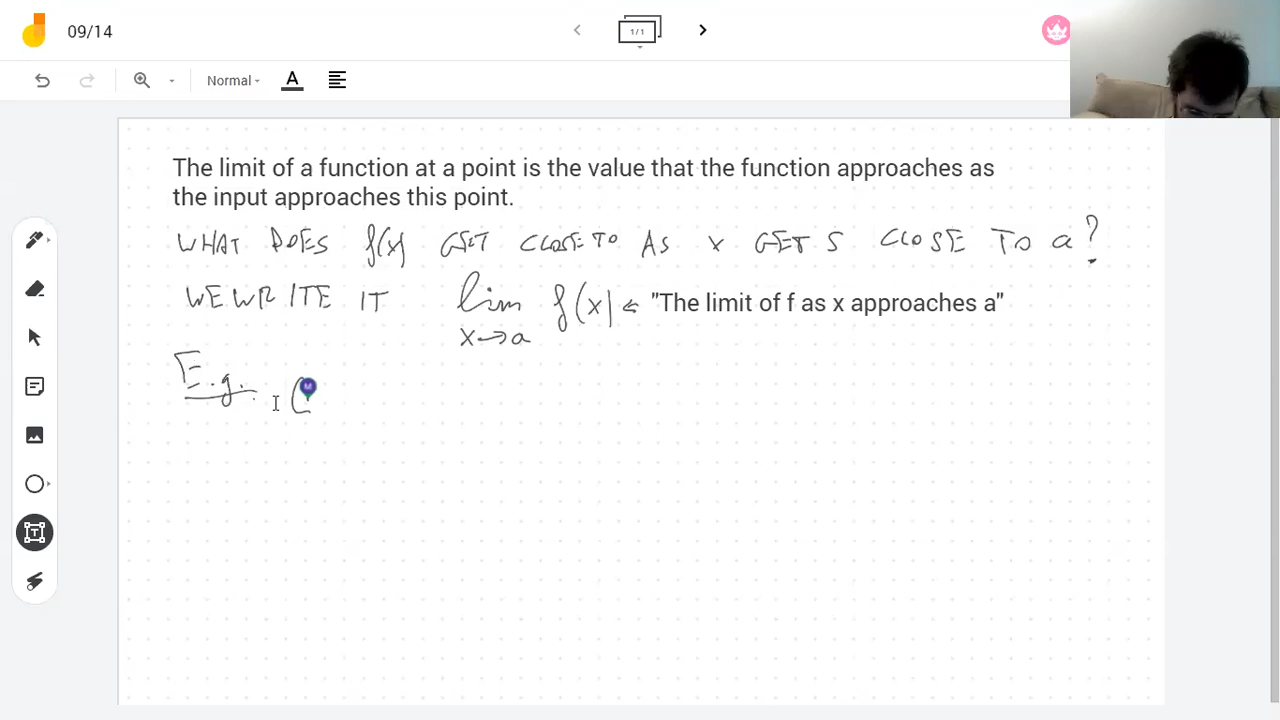 09/14
1/1
Normal
The limit of a function at a point is the value that the function approaches as
the input approaches this point.
WHAT DOES f(x) GET CLOSE TO AS x GETS CLOSE TO a?
WE WRITE IT lim f(x) ← "The limit of f as x approaches a"
x→a
E.g. (
M